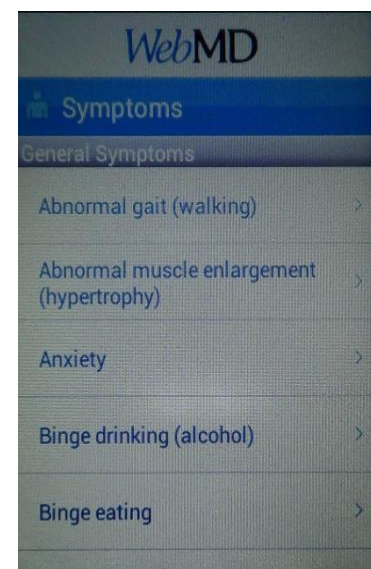 WebMD
Symptoms
General Symptoms
Abnormal gait (walking)
Abnormal muscle enlargement
(hypertrophy)
Anxiety
Binge drinking (alcohol)
Binge eating